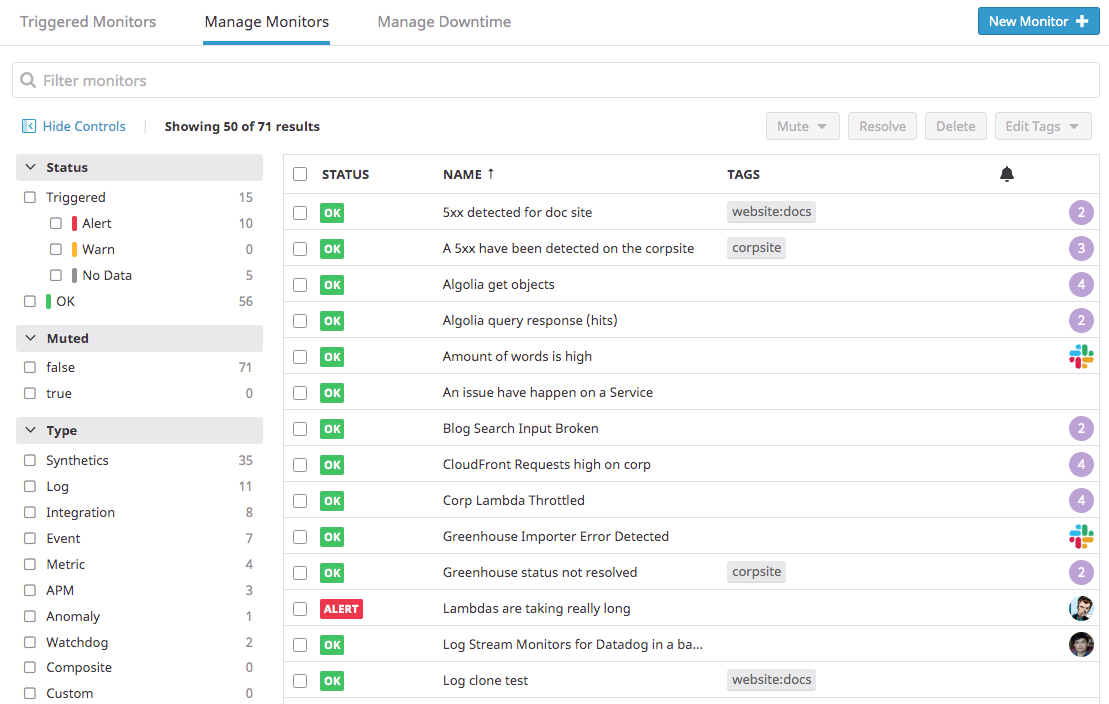 Triggered Monitors Manage Monitors Manage Downtime New Monitor +
Filter monitors
Hide Controls Showing 50 of 71 results Mute Resolve Delete Edit Tags
Status
Triggered 15
Alert 10
Warn 0
No Data 5
OK 56
Muted
false 71
true 0
Type
Synthetics 35
Log 11
Integration 8
Event 7
Metric 4
APM 3
Anomaly 1
Watchdog 2
Composite 0
Custom 0
STATUS NAME ↑ TAGS
OK 5xx detected for doc site website:docs 2
OK A 5xx have been detected on the corpsite corpsite 3
OK Algolia get objects 4
OK Algolia query response (hits) 2
OK Amount of words is high
OK An issue have happen on a Service
OK Blog Search Input Broken 2
OK CloudFront Requests high on corp 4
OK Corp Lambda Throttled 4
OK Greenhouse Importer Error Detected
OK Greenhouse status not resolved corpsite 2
ALERT Lambdas are taking really long
OK Log Stream Monitors for Datadog in a ba...
OK Log clone test website:docs